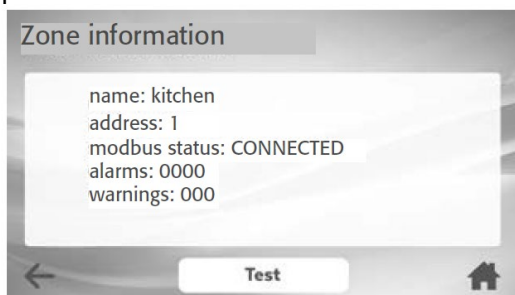 Zone information
name: kitchen
address: 1
modbus status: CONNECTED
alarms: 0000
warnings: 000
Test